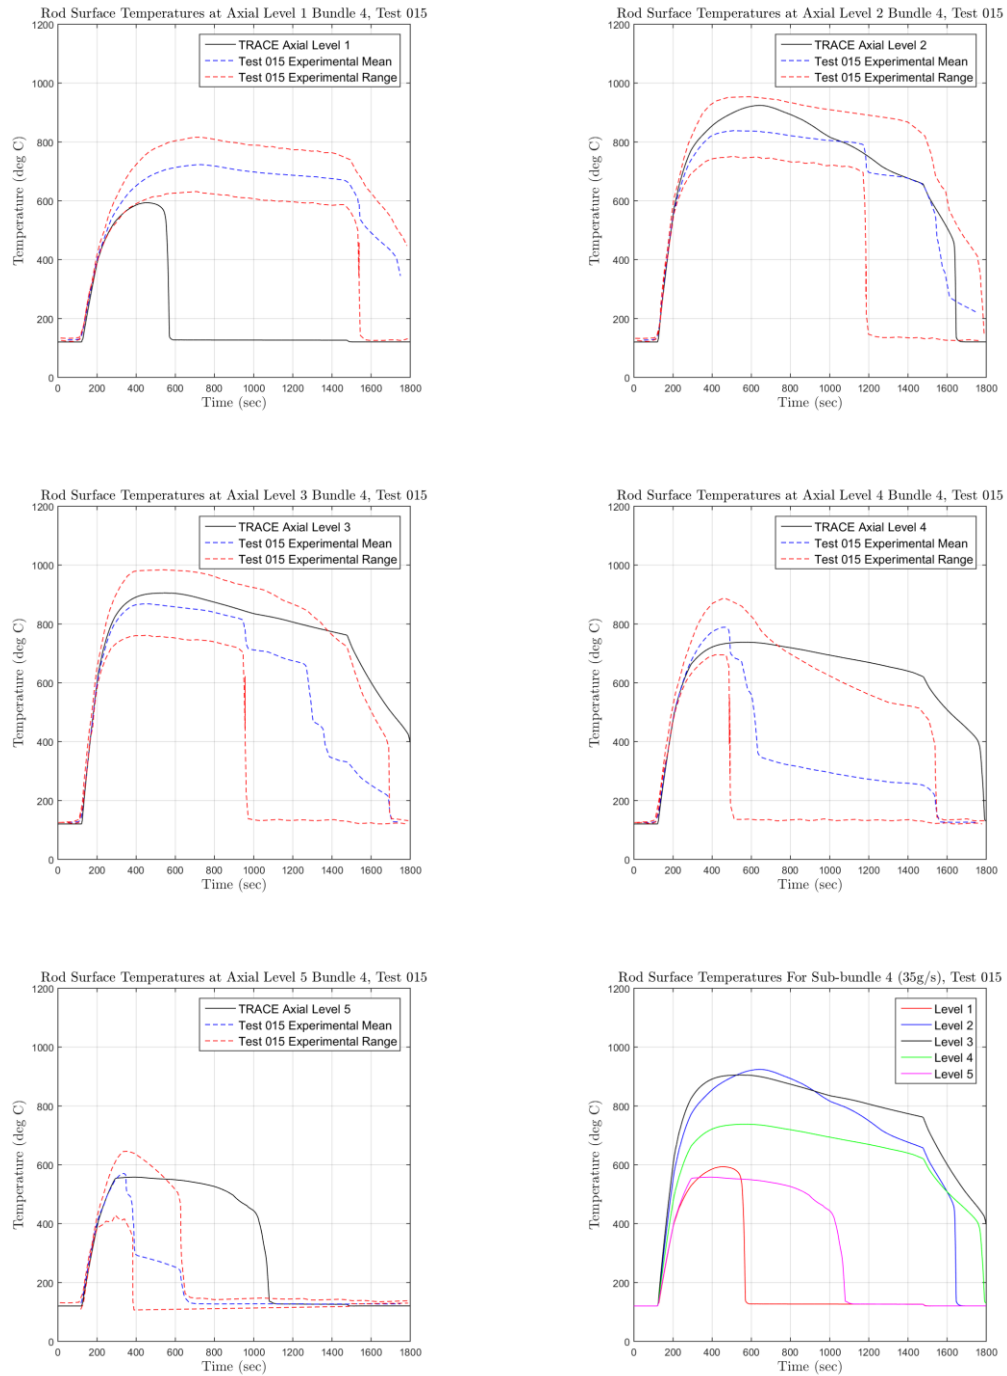 Rod Surface Temperatures at Axial Level 1 Bundle 4, Test 015
1200
1000
800
600
400
200
0
Temperature (deg C)
TRACE Axial Level 1
Test 015 Experimental Mean
Test 015 Experimental Range
0 200 400 600 800 1000 1200 1400 1600 1800
Time (sec)
Rod Surface Temperatures at Axial Level 2 Bundle 4, Test 015
1200
1000
800
600
400
200
0
Temperature (deg C)
TRACE Axial Level 2
Test 015 Experimental Mean
Test 015 Experimental Range
0 200 400 600 800 1000 1200 1400 1600 1800
Time (sec)
Rod Surface Temperatures at Axial Level 3 Bundle 4, Test 015
1200
1000
800
600
400
200
0
Temperature (deg C)
TRACE Axial Level 3
Test 015 Experimental Mean
Test 015 Experimental Range
0 200 400 600 800 1000 1200 1400 1600 1800
Time (sec)
Rod Surface Temperatures at Axial Level 4 Bundle 4, Test 015
1200
1000
800
600
400
200
0
Temperature (deg C)
TRACE Axial Level 4
Test 015 Experimental Mean
Test 015 Experimental Range
0 200 400 600 800 1000 1200 1400 1600 1800
Time (sec)
Rod Surface Temperatures at Axial Level 5 Bundle 4, Test 015
1200
1000
800
600
400
200
0
Temperature (deg C)
TRACE Axial Level 5
Test 015 Experimental Mean
Test 015 Experimental Range
0 200 400 600 800 1000 1200 1400 1600 1800
Time (sec)
Rod Surface Temperatures For Sub-bundle 4 (35g/s), Test 015
1200
1000
800
600
400
200
0
Temperature (deg C)
Level 1
Level 2
Level 3
Level 4
Level 5
0 200 400 600 800 1000 1200 1400 1600 1800
Time (sec)